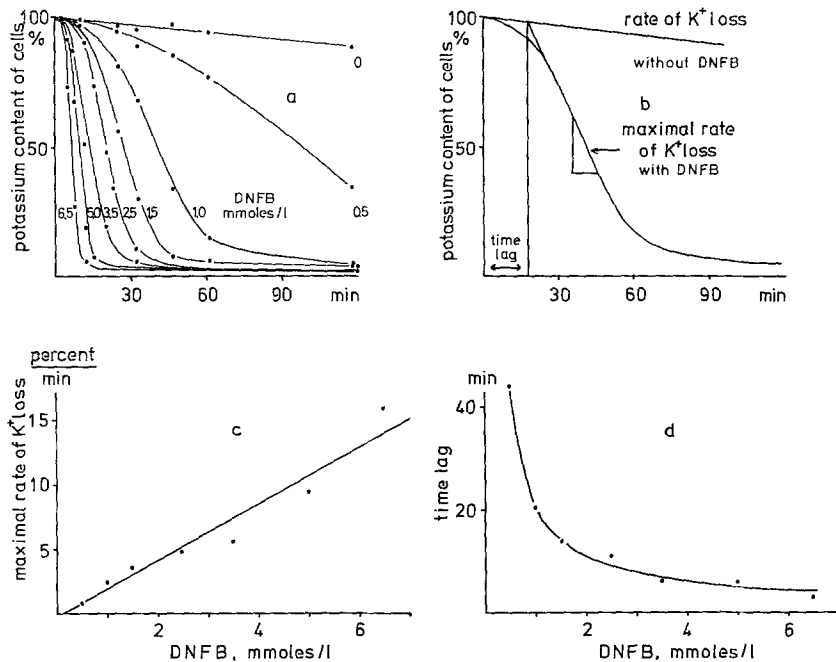 100
%
50
potassium content of cells
a
0
0,5
DNFB
mmoles/l
6,5
5,0
3,5
2,5
1,5
1,0
30
60
90
min
100
%
50
potassium content of cells
rate of K+ loss
without DNFB
b
maximal rate
of K+ loss
with DNFB
time
lag
30
60
90
min
percent
min
15
10
5
maximal rate of K+ loss
c
2
4
6
DNFB, mmoles/l
min
40
20
time lag
d
2
4
6
DNFB, mmoles/l